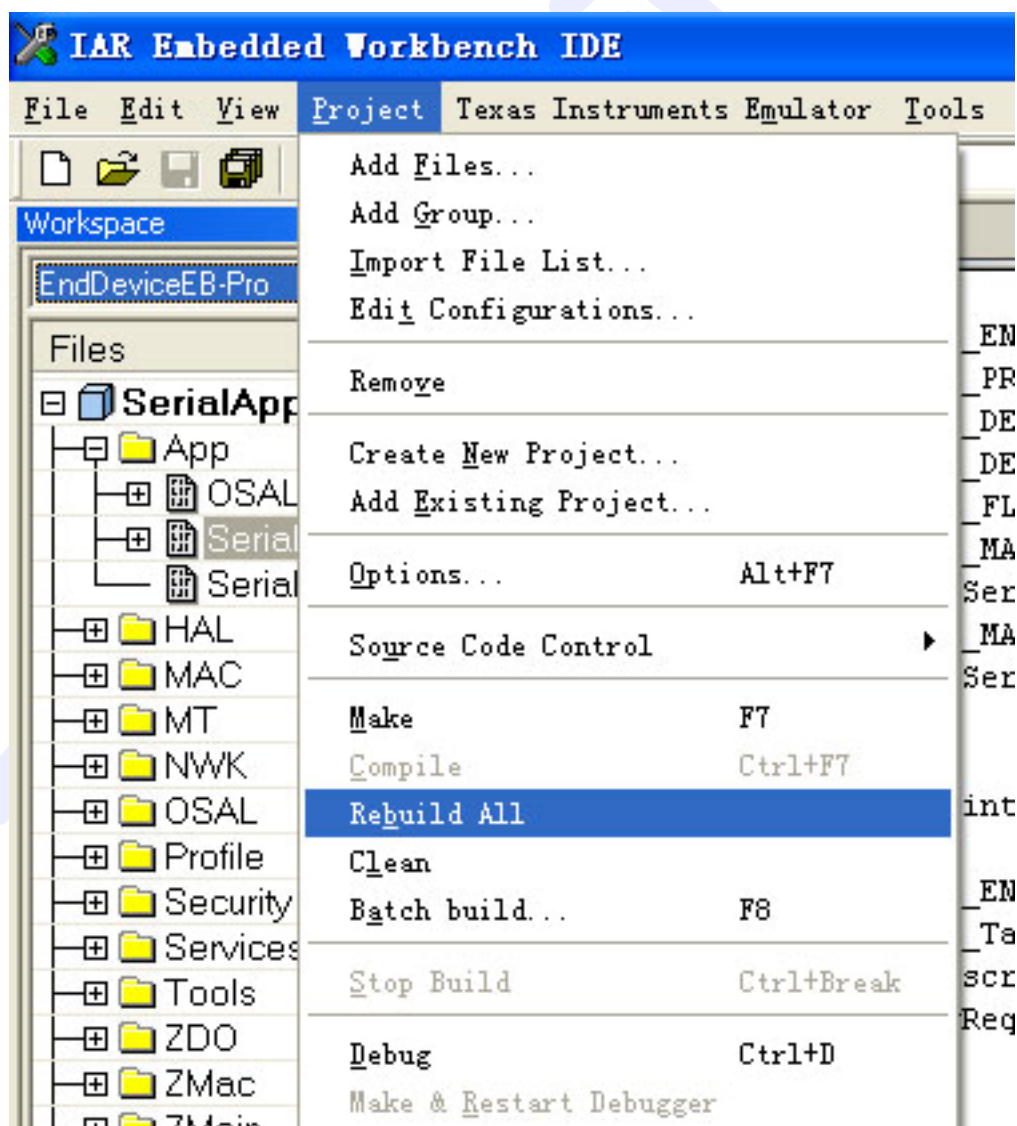 IAR Embedded Workbench IDE
File Edit View Project Texas Instruments Emulator Tools
Workspace
EndDeviceEB-Pro
Files
SerialApp
App
OSAL
Serial
Serial
HAL
MAC
MT
NWK
OSAL
Profile
Security
Services
Tools
ZDO
ZMac
ZMain
Add Files...
Add Group...
Import File List...
Edit Configurations...
Remove
Create New Project...
Add Existing Project...
Options... Alt+F7
Source Code Control
Make F7
Compile Ctrl+F7
Rebuild All
Clean
Batch build... F8
Stop Build Ctrl+Break
Debug Ctrl+D
Make & Restart Debugger
_EN
_PR
_DE
_DE
_FL
_MA
Ser
_MA
Ser
int
_EN
_Ta
scr
Req